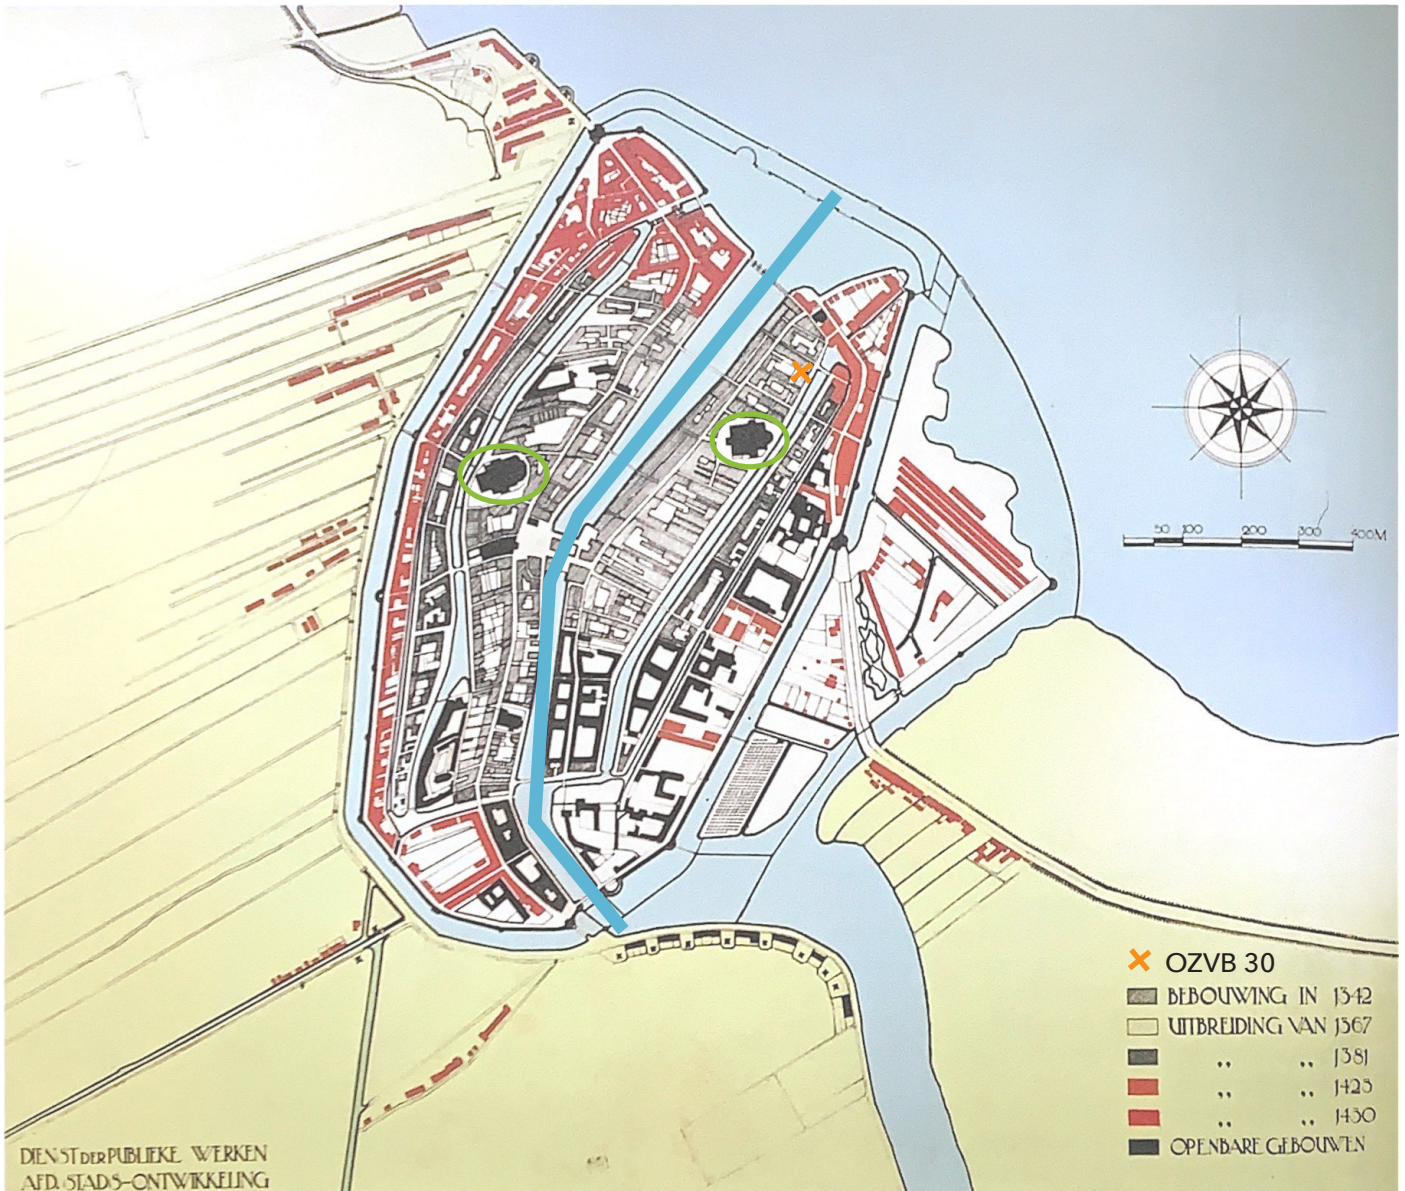 50 100 200 300 400M
OZVB 30
BEBOUWING IN 1342
UITBREIDING VAN 1367
,, ,, 1381
,, ,, 1425
,, ,, 1450
OPENBARE GEBOUWEN
DIENST DER PUBLIEKE WERKEN
AFD. STADS-ONTWIKKELING